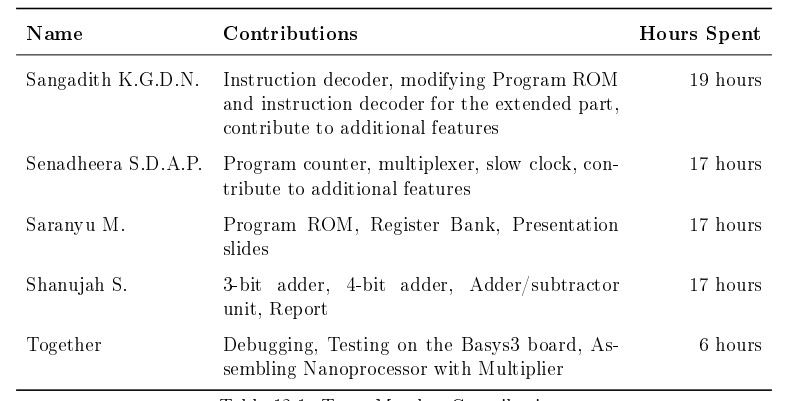 Name Contributions Hours Spent
Sangadith K.G.D.N. Instruction decoder, modifying Program ROM 19 hours
and instruction decoder for the extended part,
contribute to additional features
Senadheera S.D.A.P. Program counter, multiplexer, slow clock, con- 17 hours
tribute to additional features
Saranyu M. Program ROM, Register Bank, Presentation 17 hours
slides
Shanujah S. 3-bit adder, 4-bit adder, Adder/subtractor 17 hours
unit, Report
Together Debugging, Testing on the Basys3 board, As- 6 hours
sembling Nanoprocessor with Multiplier